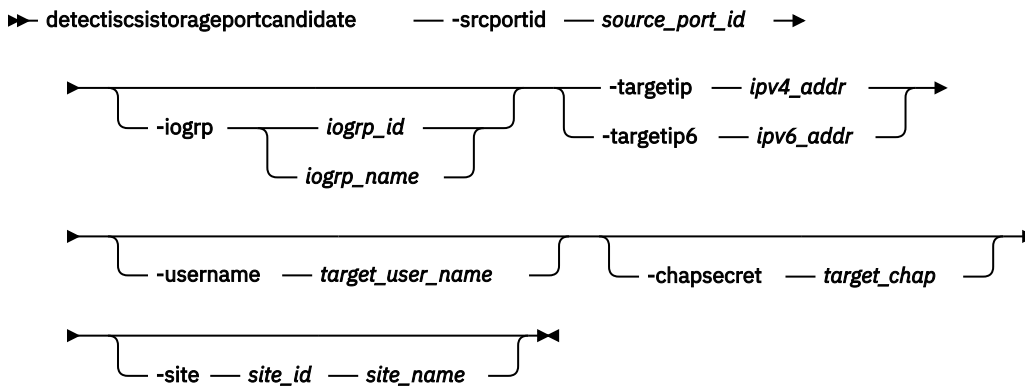 detectiscsistorageportcandidate -srcportid source_port_id
-targetip ipv4_addr
-iogrp iogrp_id -targetip6 ipv6_addr
iogrp_name
-username target_user_name -chapsecret target_chap
-site site_id site_name